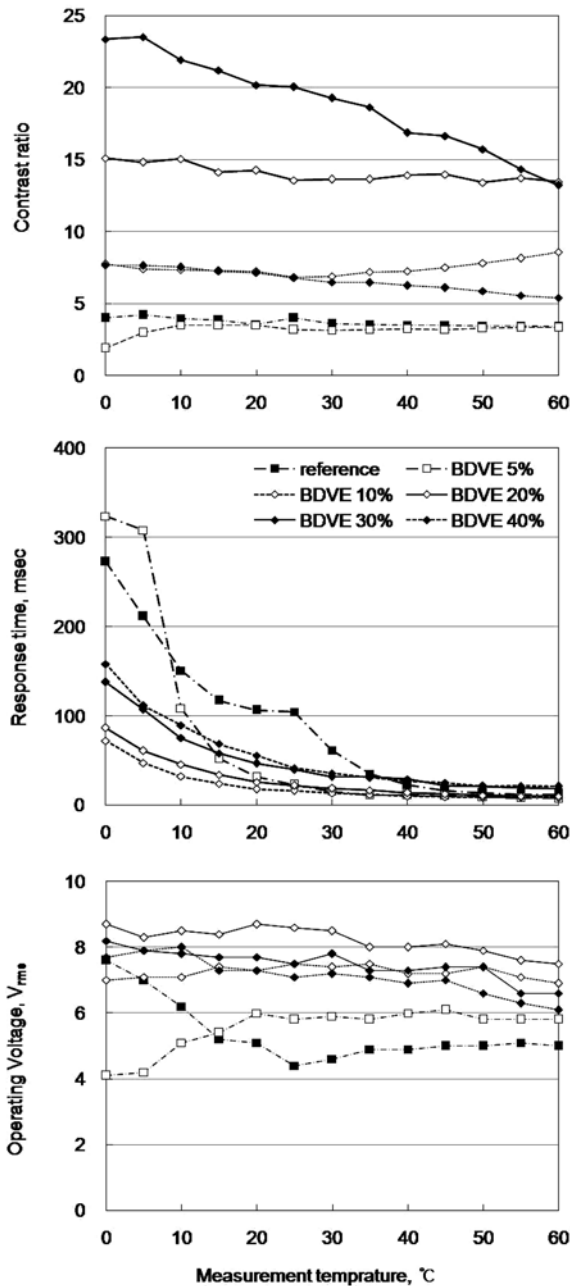 25
20
15
10
5
0
Contrast ratio
0 10 20 30 40 50 60
400
300
200
100
0
Response time, msec
reference BDVE 5%
BDVE 10% BDVE 20%
BDVE 30% BDVE 40%
0 10 20 30 40 50 60
10
8
6
4
2
0
Operating Voltage, Vrms
0 10 20 30 40 50 60
Measurement temprature, ℃